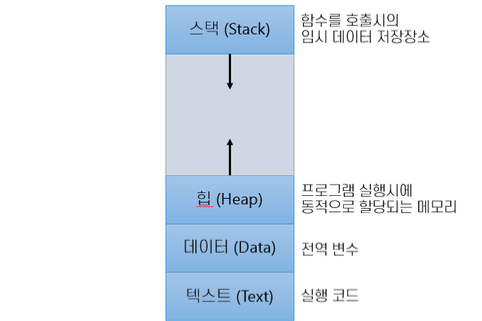 스택 (Stack)
함수를 호출시의
임시 데이터 저장장소
힙 (Heap)
프로그램 실행시에
동적으로 할당되는 메모리
데이터 (Data)
전역 변수
텍스트 (Text)
실행 코드